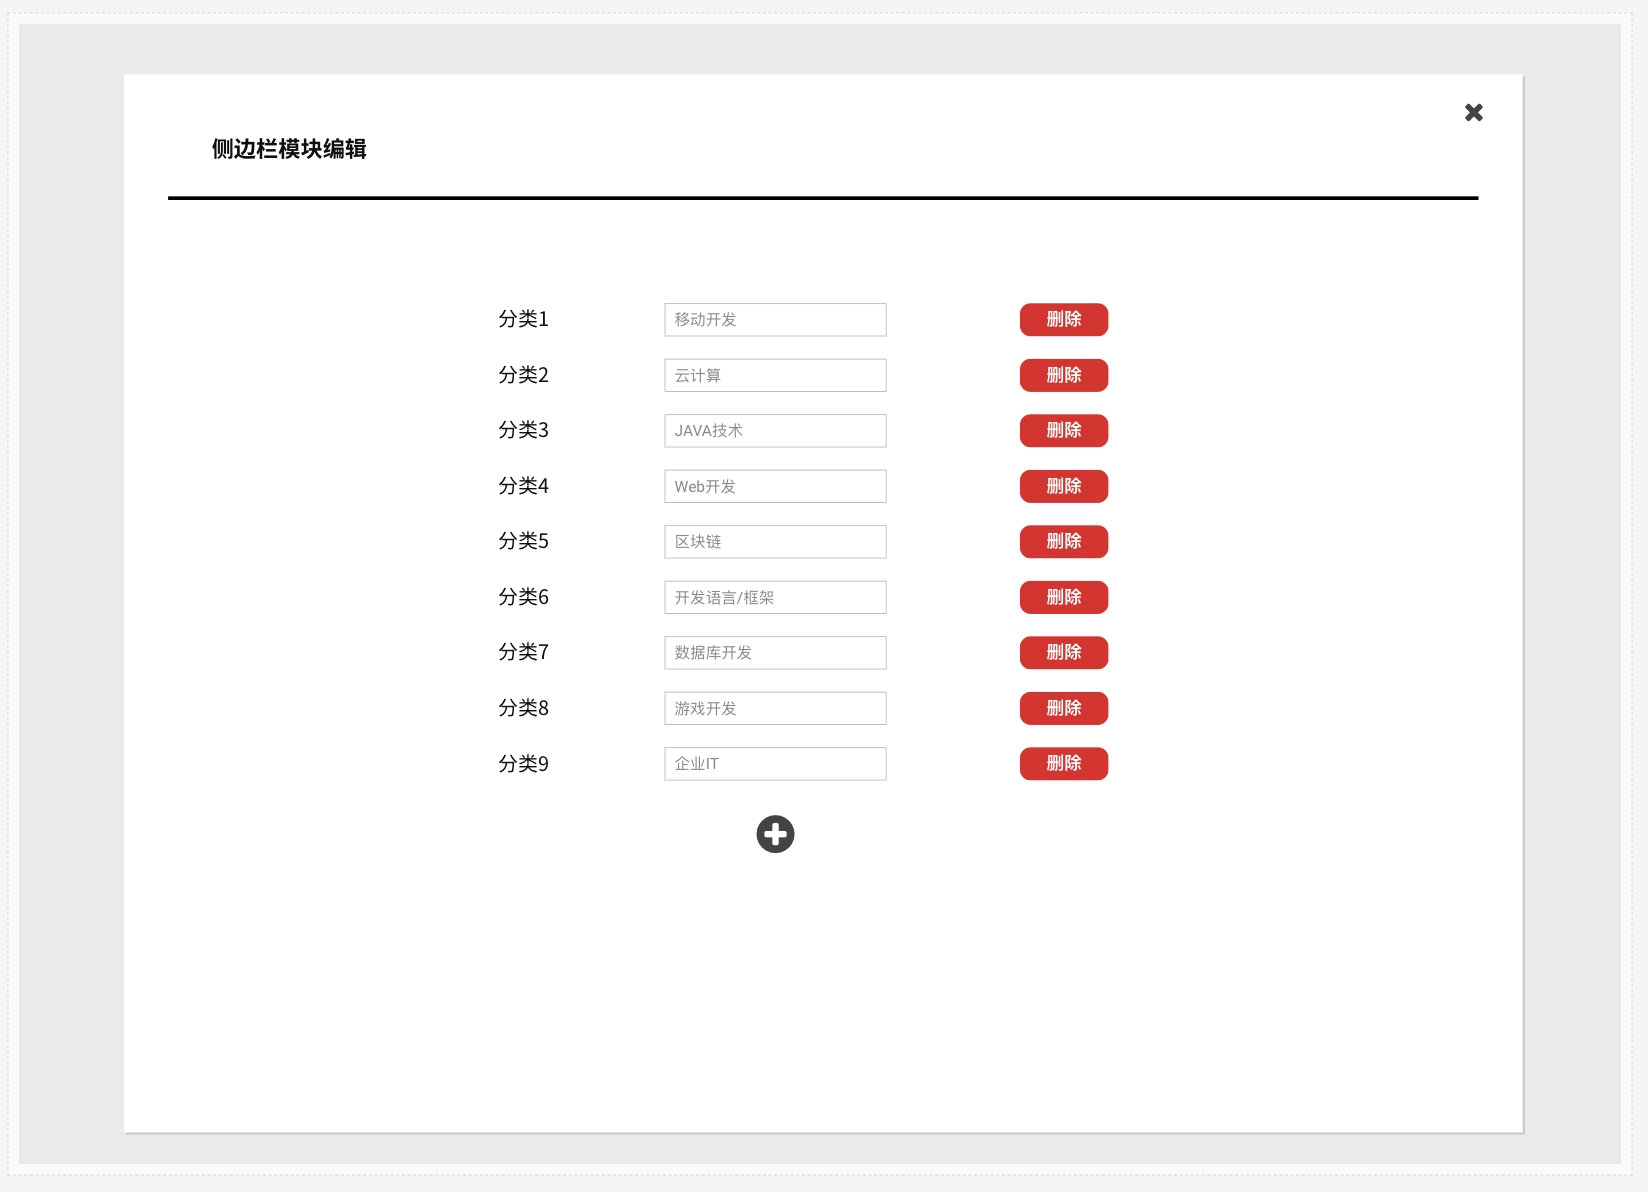 侧边栏模块编辑
分类1 移动开发 删除
分类2 云计算 删除
分类3 JAVA技术 删除
分类4 Web开发 删除
分类5 区块链 删除
分类6 开发语言/框架 删除
分类7 数据库开发 删除
分类8 游戏开发 删除
分类9 企业IT 删除